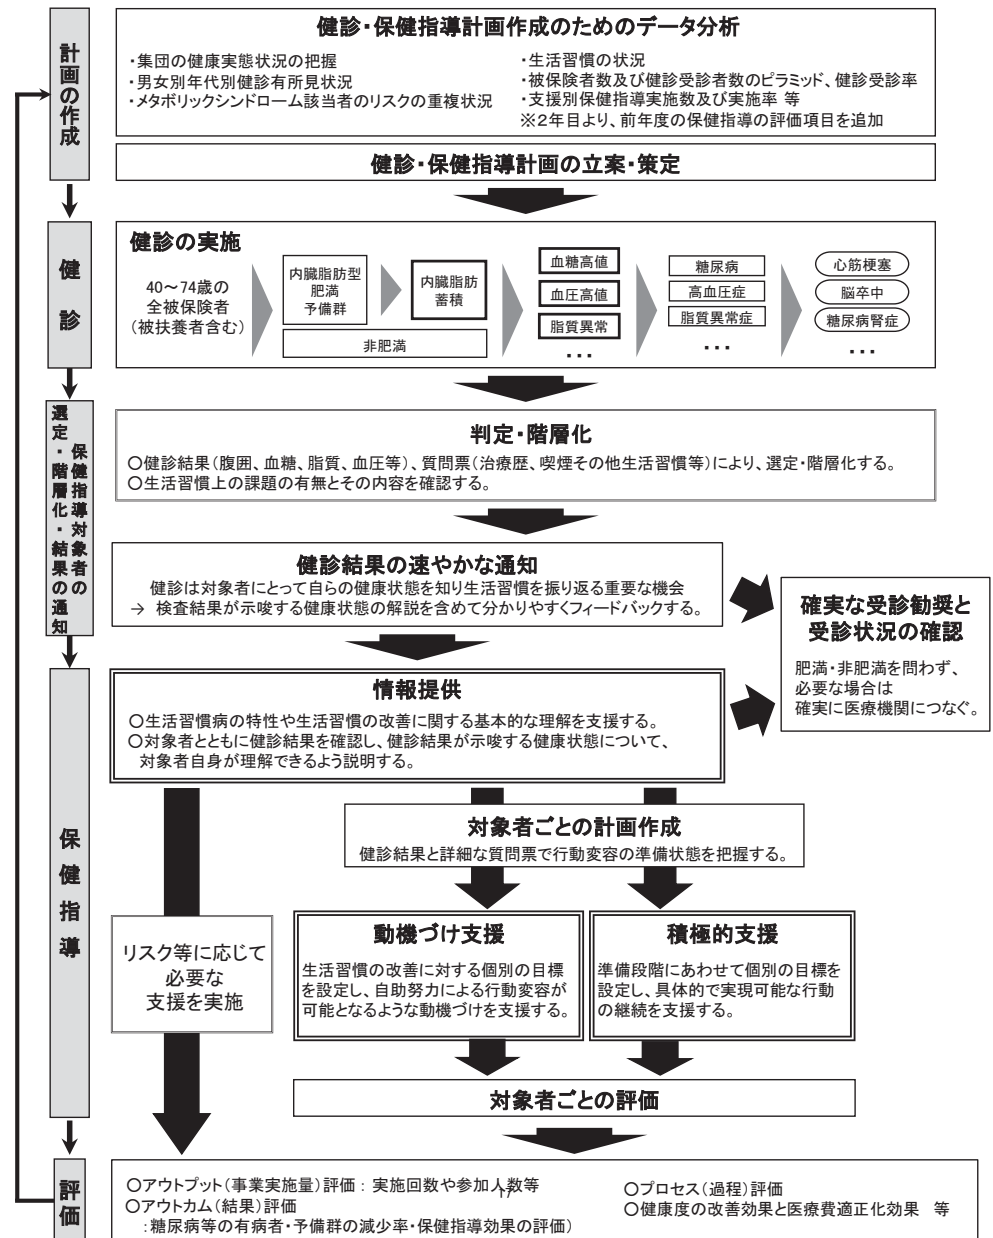 計画の作成
健診・保健指導計画作成のためのデータ分析
・集団の健康実態状況の把握
・男女別年代別健診有所見状況
・メタボリックシンドローム該当者のリスクの重複状況
・生活習慣の状況
・被保険者数及び健診受診者数のピラミッド、健診受診率
・支援別保健指導実施数及び実施率 等
※2年目より、前年度の保健指導の評価項目を追加
健診・保健指導計画の立案・策定
健診
健診の実施
40~74歳の
全被保険者
(被扶養者含む)
内臓脂肪型
肥満
予備群
内臓脂肪
蓄積
非肥満
血糖高値
血圧高値
脂質異常
・・・
糖尿病
高血圧症
脂質異常症
・・・
心筋梗塞
脳卒中
糖尿病腎症
・・・
保健指導対象者の
選定・階層化・結果の通知
判定・階層化
○健診結果(腹囲、血糖、脂質、血圧等)、質問票(治療歴、喫煙その他生活習慣等)により、選定・階層化する。
○生活習慣上の課題の有無とその内容を確認する。
健診結果の速やかな通知
健診は対象者にとって自らの健康状態を知り生活習慣を振り返る重要な機会
→ 検査結果が示唆する健康状態の解説を含めて分かりやすくフィードバックする。
確実な受診勧奨と
受診状況の確認
肥満・非肥満を問わず、
必要な場合は
確実に医療機関につなぐ。
保健指導
情報提供
○生活習慣病の特性や生活習慣の改善に関する基本的な理解を支援する。
○対象者とともに健診結果を確認し、健診結果が示唆する健康状態について、
対象者自身が理解できるよう説明する。
対象者ごとの計画作成
健診結果と詳細な質問票で行動変容の準備状態を把握する。
リスク等に応じて
必要な
支援を実施
動機づけ支援
生活習慣の改善に対する個別の目標
を設定し、自助努力による行動変容が
可能となるような動機づけを支援する。
積極的支援
準備段階にあわせて個別の目標を
設定し、具体的で実現可能な行動
の継続を支援する。
対象者ごとの評価
評価
○アウトプット(事業実施量)評価 : 実施回数や参加人数等
17
○アウトカム(結果)評価
:糖尿病等の有病者・予備群の減少率・保健指導効果の評価)
○プロセス(過程)評価
○健康度の改善効果と医療費適正化効果 等